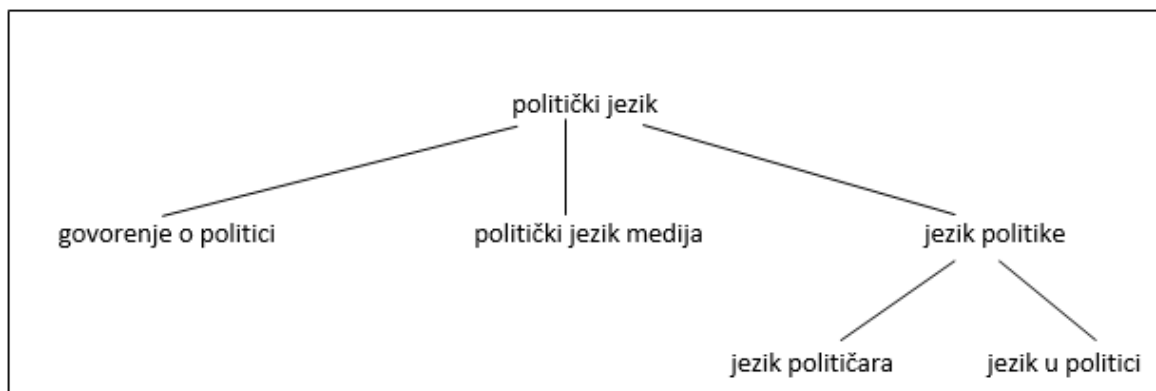 politički jezik
govorenje o politici
politički jezik medija
jezik politike
jezik političara
jezik u politici